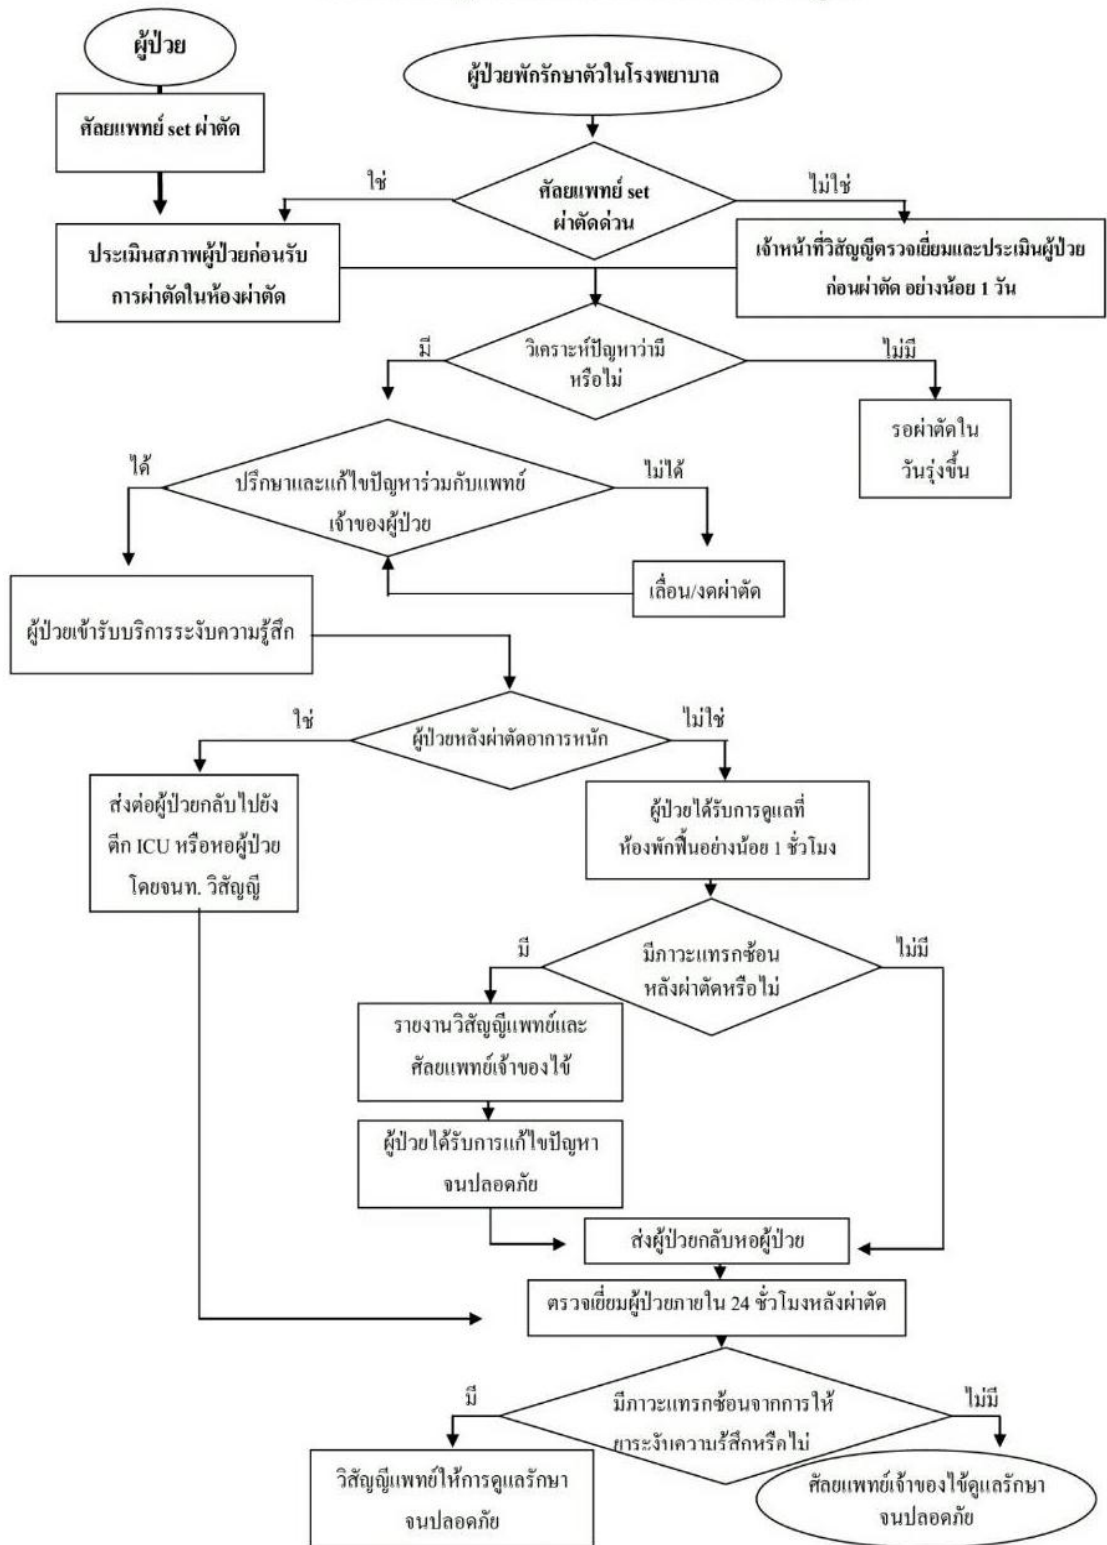 ผู้ป่วย
ผู้ป่วยพักรักษาตัวในโรงพยาบาล
ศัลยแพทย์ set ผ่าตัด
ใช่
ศัลยแพทย์ set
ผ่าตัดด่วน
ไม่ใช่
ประเมินสภาพผู้ป่วยก่อนรับ
การผ่าตัดในห้องผ่าตัด
เจ้าหน้าที่วิสัญญีตรวจเยี่ยมและประเมินผู้ป่วย
ก่อนผ่าตัด อย่างน้อย 1 วัน
มี
วิเคราะห์ปัญหาว่ามี
หรือไม่
ไม่มี
รอผ่าตัดใน
วันรุ่งขึ้น
ได้
ปรึกษาและแก้ไขปัญหาร่วมกับแพทย์
เจ้าของผู้ป่วย
ไม่ได้
เลื่อน/งดผ่าตัด
ผู้ป่วยเข้ารับบริการระงับความรู้สึก
ใช่
ผู้ป่วยหลังผ่าตัดอาการหนัก
ไม่ใช่
ส่งต่อผู้ป่วยกลับไปยัง
ตึก ICU หรือหอผู้ป่วย
โดยจนท. วิสัญญี
ผู้ป่วยได้รับการดูแลที่
ห้องพักฟื้นอย่างน้อย 1 ชั่วโมง
มี
มีภาวะแทรกซ้อน
หลังผ่าตัดหรือไม่
ไม่มี
รายงานวิสัญญีแพทย์และ
ศัลยแพทย์เจ้าของไข้
ผู้ป่วยได้รับการแก้ไขปัญหา
จนปลอดภัย
ส่งผู้ป่วยกลับหอผู้ป่วย
ตรวจเยี่ยมผู้ป่วยภายใน 24 ชั่วโมงหลังผ่าตัด
มี
มีภาวะแทรกซ้อนจากการให้
ยาระงับความรู้สึกหรือไม่
ไม่มี
วิสัญญีแพทย์ให้การดูแลรักษา
จนปลอดภัย
ศัลยแพทย์เจ้าของไข้ดูแลรักษา
จนปลอดภัย